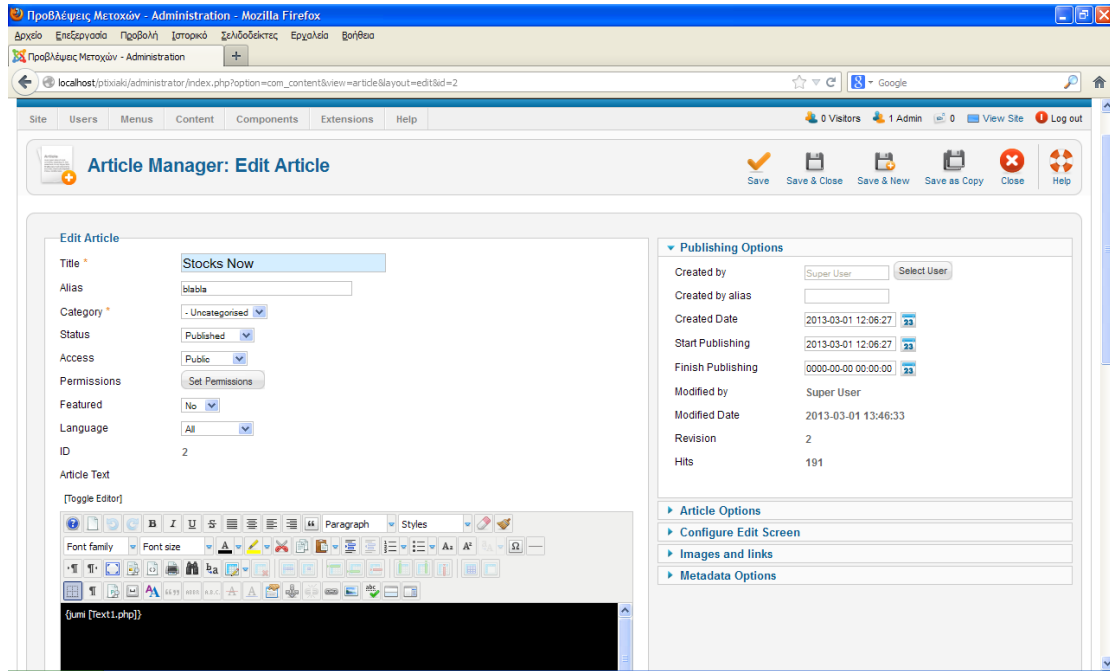 ΠροΒλέψεις Μετοχών - Administration - Mozilla Firefox
Αρχείο Επεξεργασία Προβολή Ιστορικό Σελιδοδείκτες Εργαλεία Βοήθεια
ΠροΒλέψεις Μετοχών - Administration
localhost/ptixiaki/administrator/index.php?option=com_content&view=article&layout=edit&id=2
Google
Site Users Menus Content Components Extensions Help
0 Visitors 1 Admin 0 View Site Log out
Article Manager: Edit Article
Save Save & Close Save & New Save as Copy Close Help
Edit Article
Title *
Stocks Now
Alias
blabla
Category *
- Uncategorised
Status
Published
Access
Public
Permissions
Set Permissions
Featured
No
Language
All
ID
2
Article Text
[Toggle Editor]
Paragraph Styles
Font family Font size
{jumi [Text1.php]}
Publishing Options
Created by
Super User
Select User
Created by alias
Created Date
2013-03-01 12:06:27
23
Start Publishing
2013-03-01 12:06:27
23
Finish Publishing
0000-00-00 00:00:00
23
Modified by
Super User
Modified Date
2013-03-01 13:46:33
Revision
2
Hits
191
Article Options
Configure Edit Screen
Images and links
Metadata Options